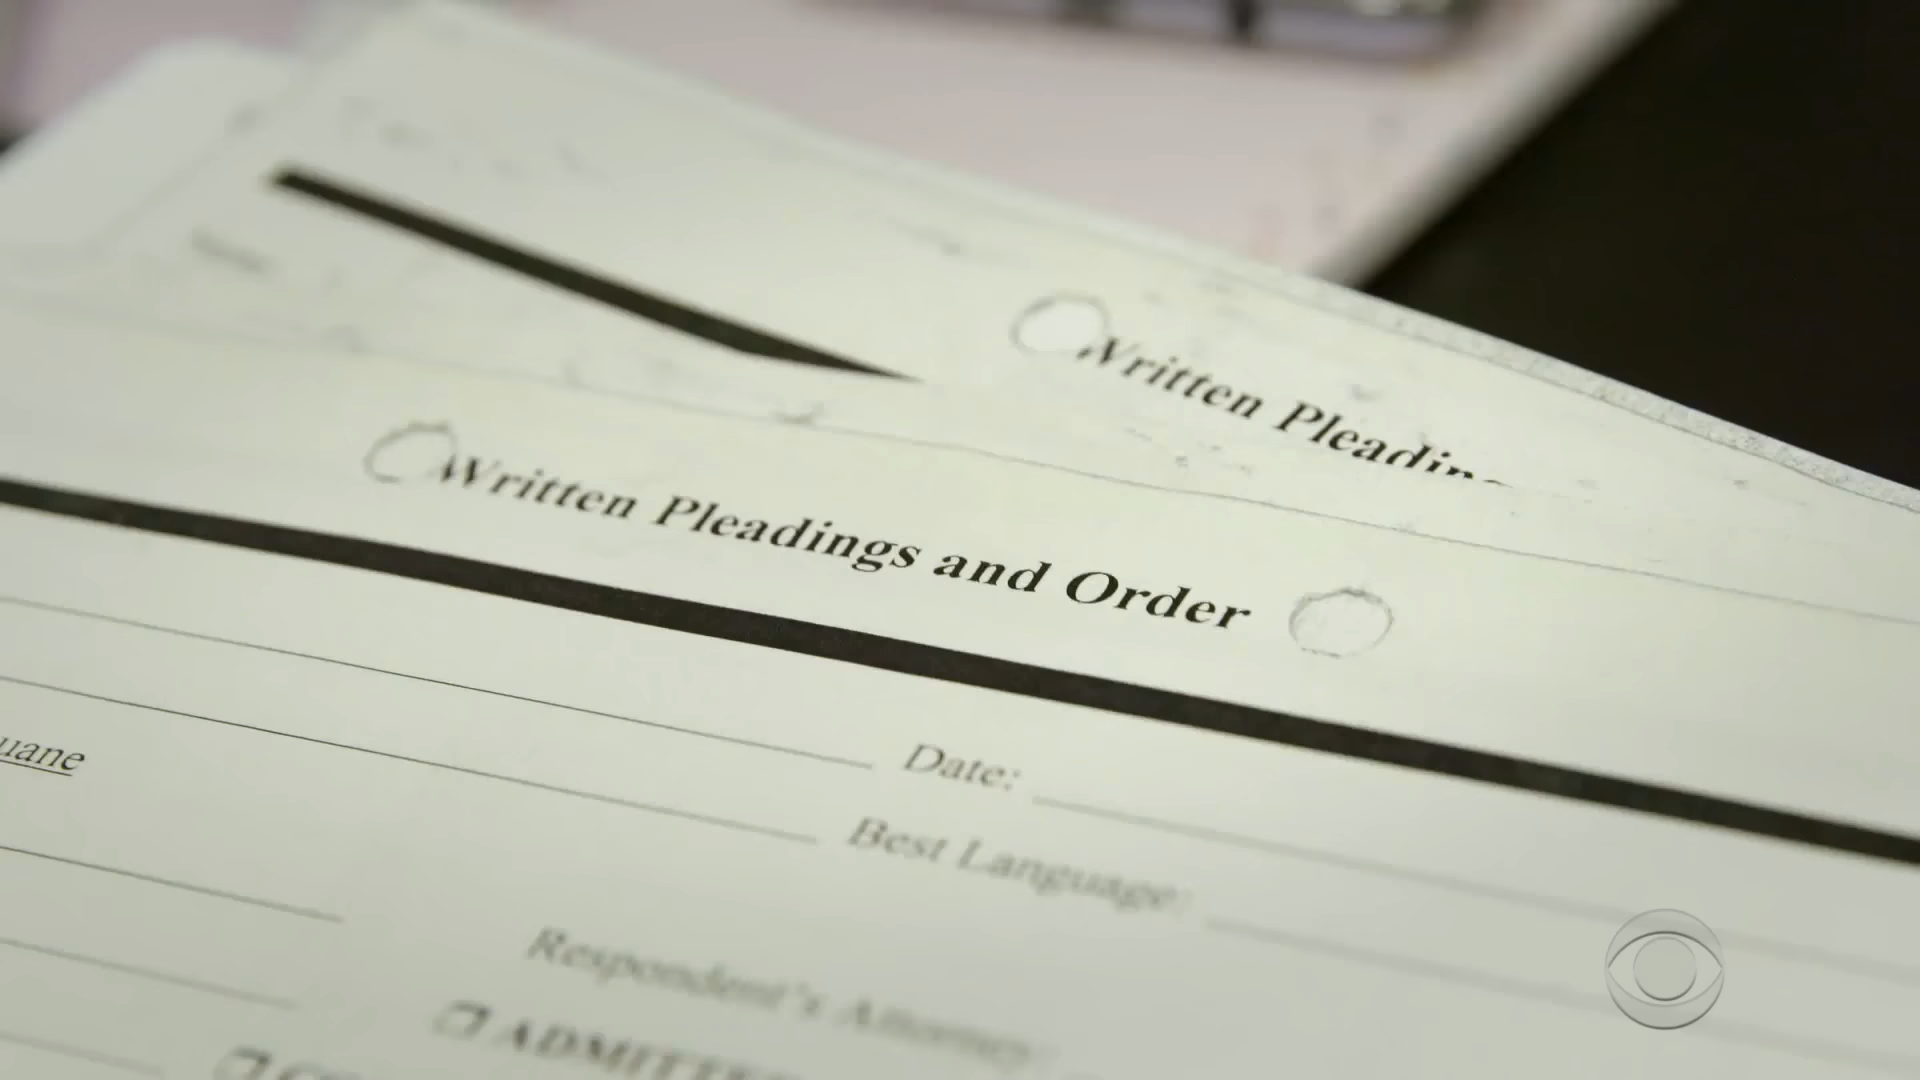 Written Pleadin
Written Pleadings and Order
Date:
uane
Best Language:
Respondent's Attorney:
ADMITTE